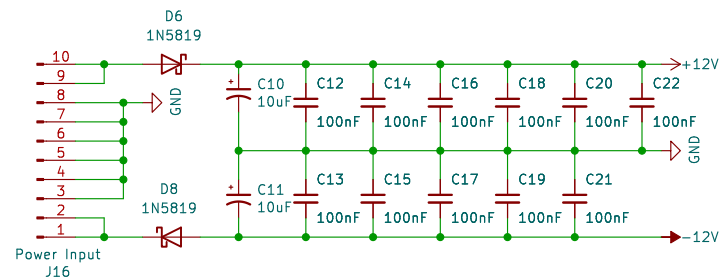 D6
1N5819
10
9
8
7
6
5
4
3
2
1
GND
+
C10
10uF
C12
100nF
C14
100nF
C16
100nF
C18
100nF
C20
100nF
C22
100nF
+12V
GND
D8
1N5819
+
C11
10uF
C13
100nF
C15
100nF
C17
100nF
C19
100nF
C21
100nF
-12V
Power Input
J16